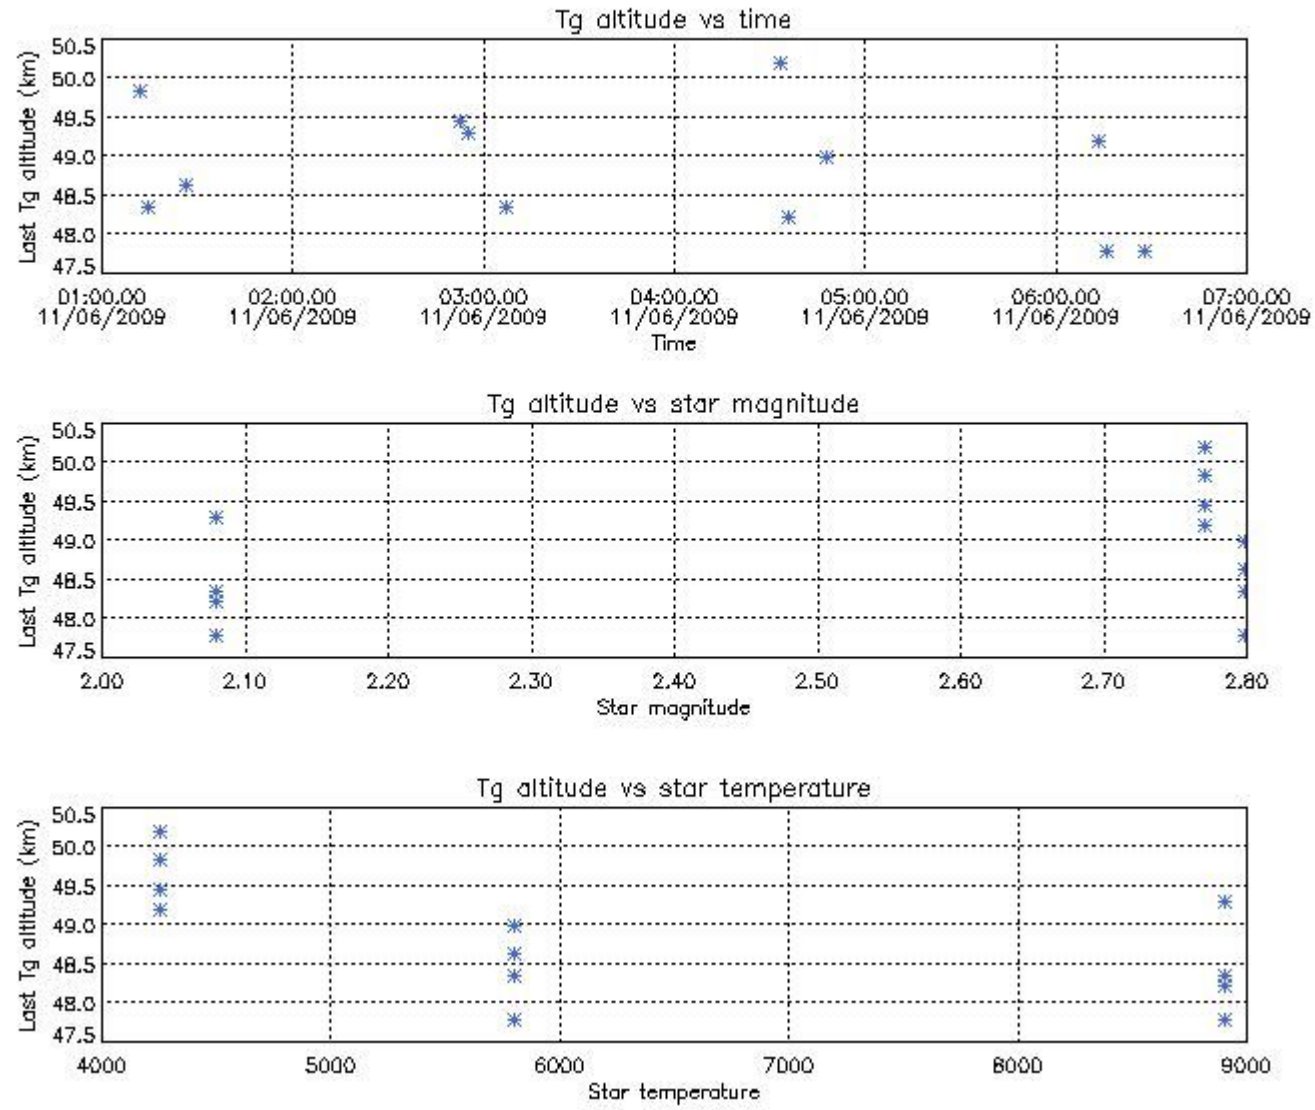 Tg altitude vs time
Last Tg altitude (km)
50.5
50.0
49.5
49.0
48.5
48.0
47.5
01:00.00 02:00.00 03:00.00 04:00.00 05:00.00 06:00.00 07:00.00
11/06/2009 11/06/2009 11/06/2009 11/06/2009 11/06/2009 11/06/2009 11/06/2009
Time
Tg altitude vs star magnitude
Last Tg altitude (km)
50.5
50.0
49.5
49.0
48.5
48.0
47.5
2.00 2.10 2.20 2.30 2.40 2.50 2.60 2.70 2.80
Star magnitude
Tg altitude vs star temperature
Last Tg altitude (km)
50.5
50.0
49.5
49.0
48.5
48.0
47.5
4000 5000 6000 7000 8000 9000
Star temperature